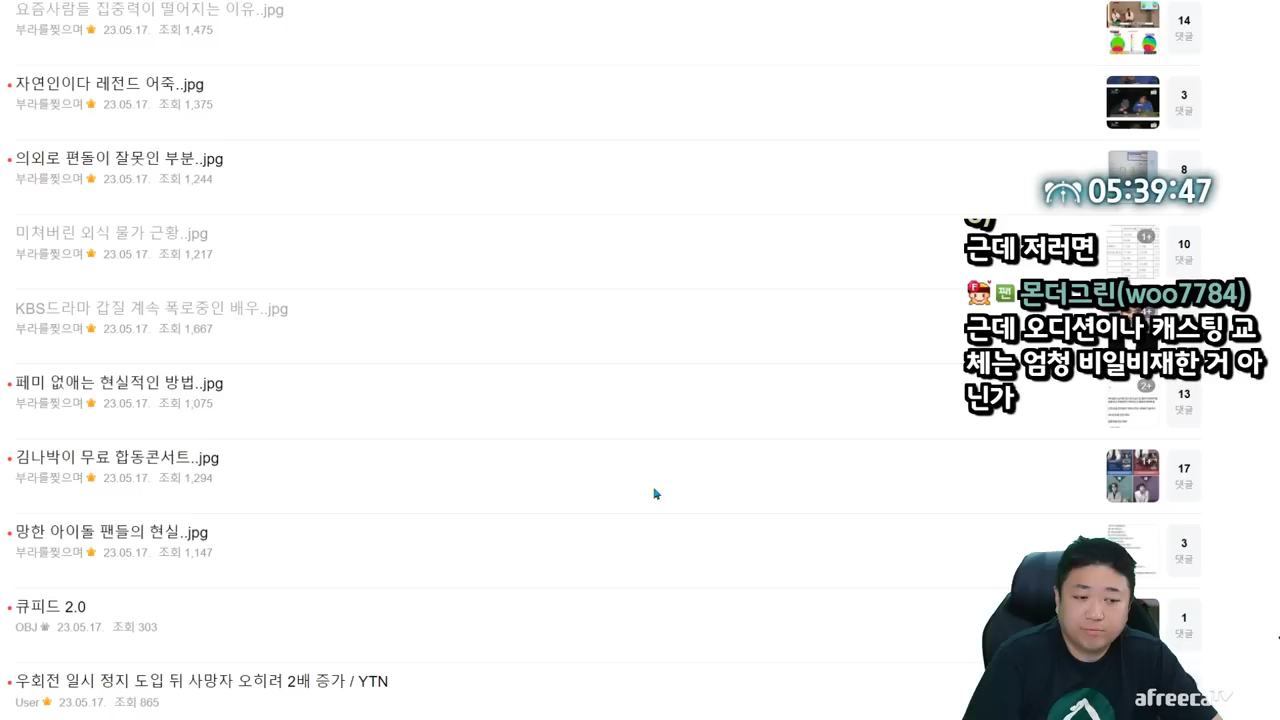 요즘사람들 집중력이 떨어지는 이유..jpg
부라를찢으며 23.05.17. 조회 1,475
14
댓글
자연인이다 레전드 어죽..jpg
부라를찢으며 23.05.17. 조회 1,375
3
댓글
의외로 편돌이 잘못인 부분..jpg
부라를찢으며 23.05.17. 조회 1,244
8
05:39:47
미쳐버린 외식 물가 근황..jpg
부라를찢으며 23.05.17. 조회 1,417
1+
10
댓글
근데 저러면
KBS드라마 갑질 계속 폭로중인 배우..jpg
부라를찢으며 23.05.17. 조회 1,667
F 팬 몬더그린(woo7784)
근데 오디션이나 캐스팅 교
체는 엄청 비일비재한 거 아
닌가
페미 없애는 현실적인 방법..jpg
부라를찢으며 23.05.17. 조회 1,075
2+
13
댓글
김나박이 무료 합동콘서트..jpg
부라를찢으며 23.05.17. 조회 1,294
17
댓글
망한 아이돌 팬들의 현실..jpg
부라를찢으며 23.05.17. 조회 1,147
3
댓글
큐피드 2.0
OBJ 23.05.17. 조회 303
1
댓글
우회전 일시 정지 도입 뒤 사망자 오히려 2배 증가 / YTN
User 23.05.17. 조회 865
afreecaTV